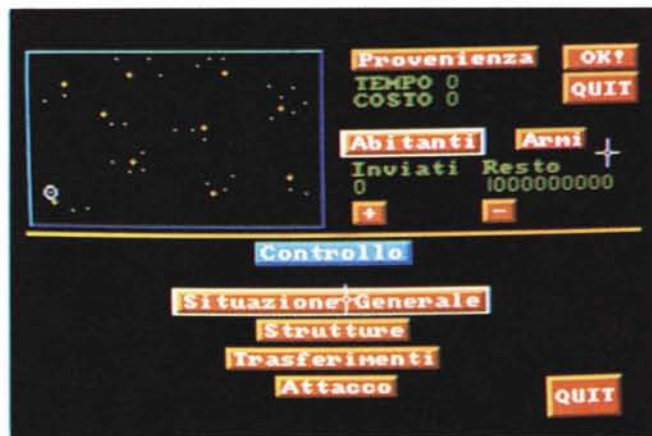 Provenienza OK!
TEMPO 0
COSTO 0
QUIT
Abitanti Armi
Inviati Resto
0 1000000000
+ -
Controllo
Situazione Generale
Strutture
Trasferimenti
Attacco
QUIT